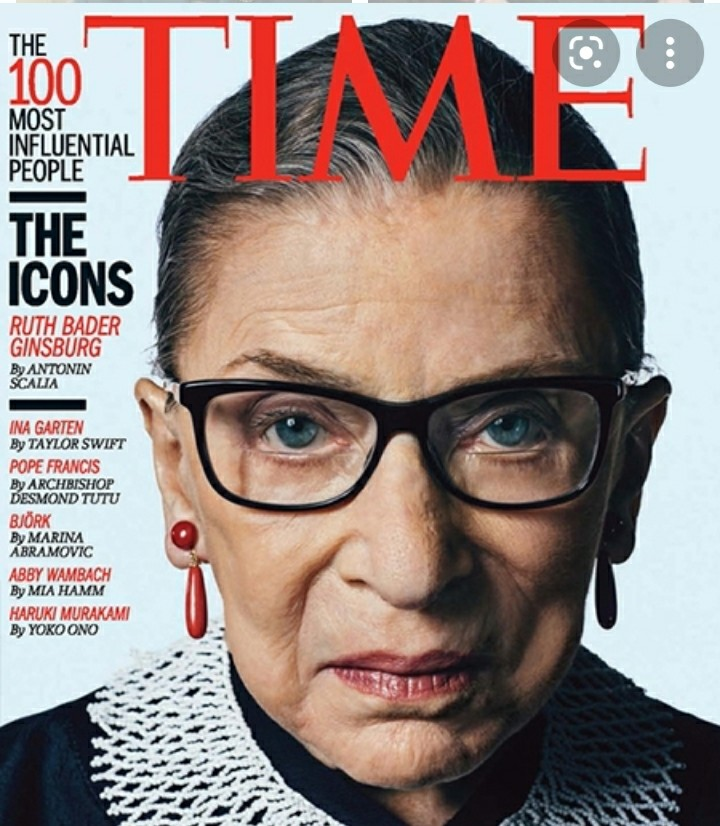 TIME
THE
100
MOST
INFLUENTIAL
PEOPLE
THE
ICONS
RUTH BADER
GINSBURG
By ANTONIN
SCALIA
INA GARTEN
By TAYLOR SWIFT
POPE FRANCIS
By ARCHBISHOP
DESMOND TUTU
BJÖRK
By MARINA
ABRAMOVIC
ABBY WAMBACH
By MIA HAMM
HARUKI MURAKAMI
By YOKO ONO